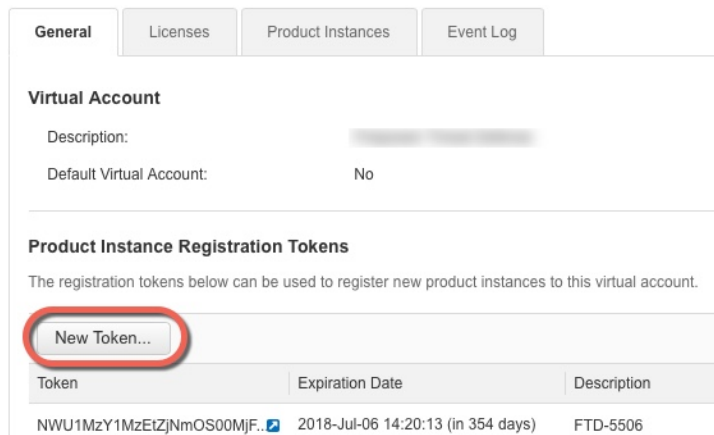 General Licenses Product Instances Event Log
Virtual Account
Description:
Default Virtual Account: No
Product Instance Registration Tokens
The registration tokens below can be used to register new product instances to this virtual account.
New Token...
Token Expiration Date Description
NWU1MzY1MzEtZjNmOS00MjF.. 2018-Jul-06 14:20:13 (in 354 days) FTD-5506